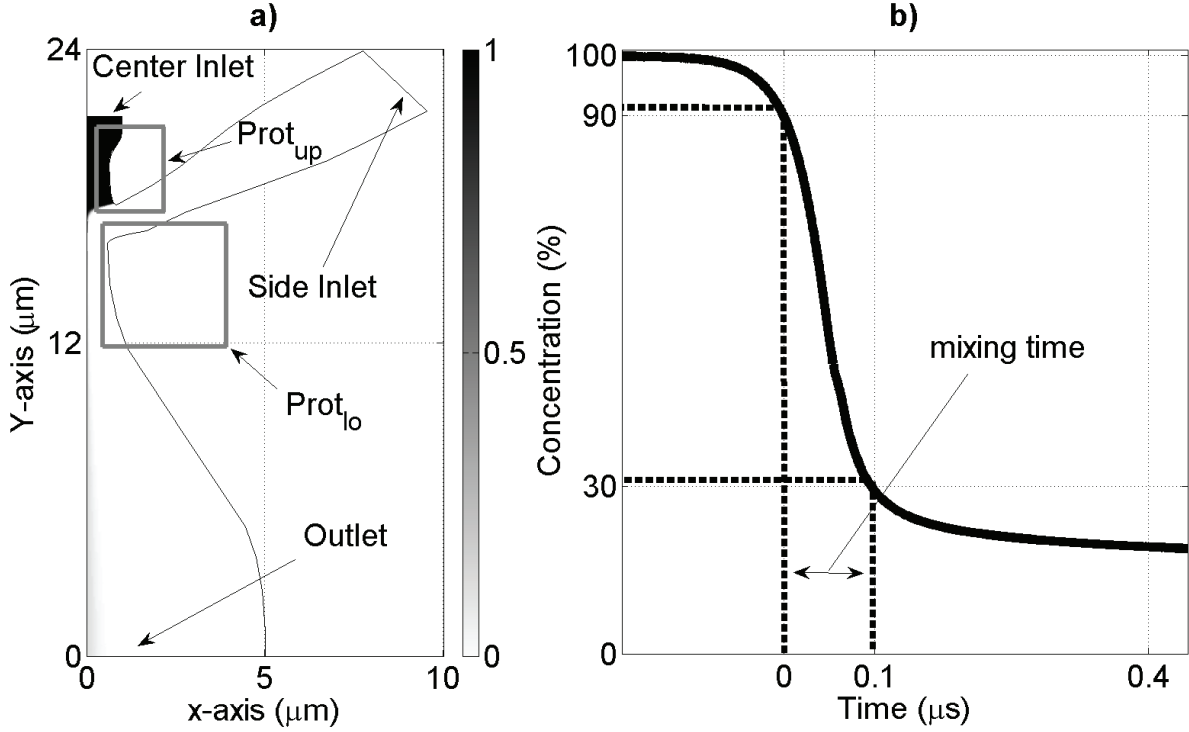 a)
24
Center Inlet
Prot_up
Side Inlet
12
Prot_lo
Outlet
0
0
5
10
x-axis (μm)
Y-axis (μm)
1
0.5
0
b)
100
90
30
0
mixing time
0
0.1
0.4
Time (μs)
Concentration (%)